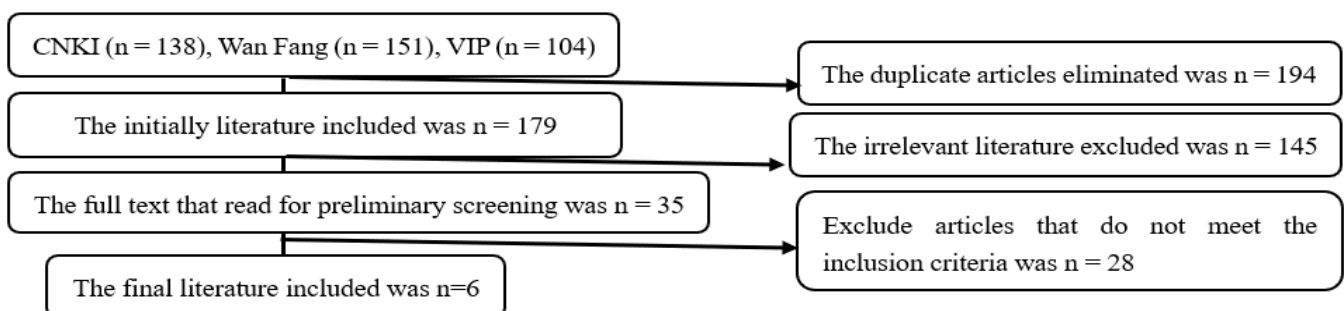 CNKI (n = 138), Wan Fang (n = 151), VIP (n = 104)
The duplicate articles eliminated was n = 194
The initially literature included was n = 179
The irrelevant literature excluded was n = 145
The full text that read for preliminary screening was n = 35
Exclude articles that do not meet the
inclusion criteria was n = 28
The final literature included was n=6